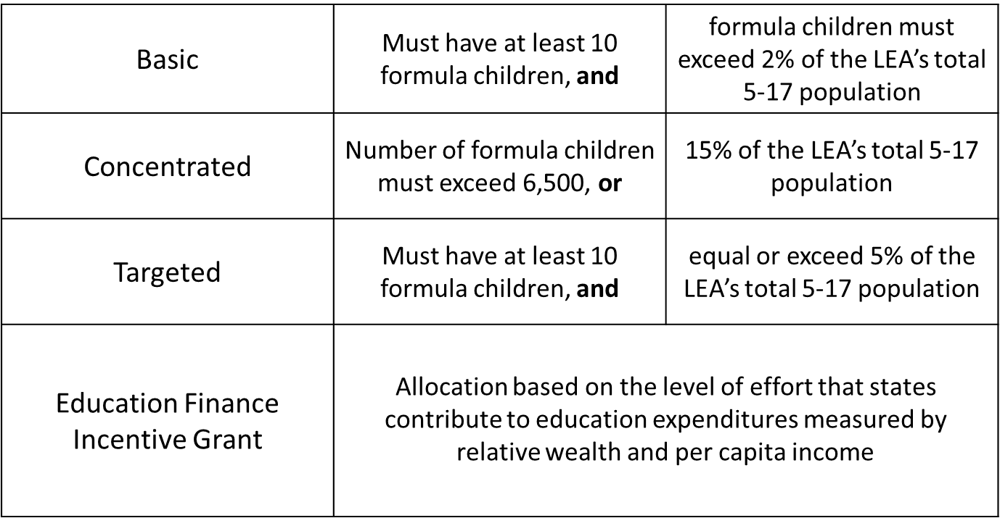 Basic
Must have at least 10
formula children, and
formula children must
exceed 2% of the LEA’s total
5-17 population
Concentrated
Number of formula children
must exceed 6,500, or
15% of the LEA’s total 5-17
population
Targeted
Must have at least 10
formula children, and
equal or exceed 5% of the
LEA’s total 5-17 population
Education Finance
Incentive Grant
Allocation based on the level of effort that states
contribute to education expenditures measured by
relative wealth and per capita income